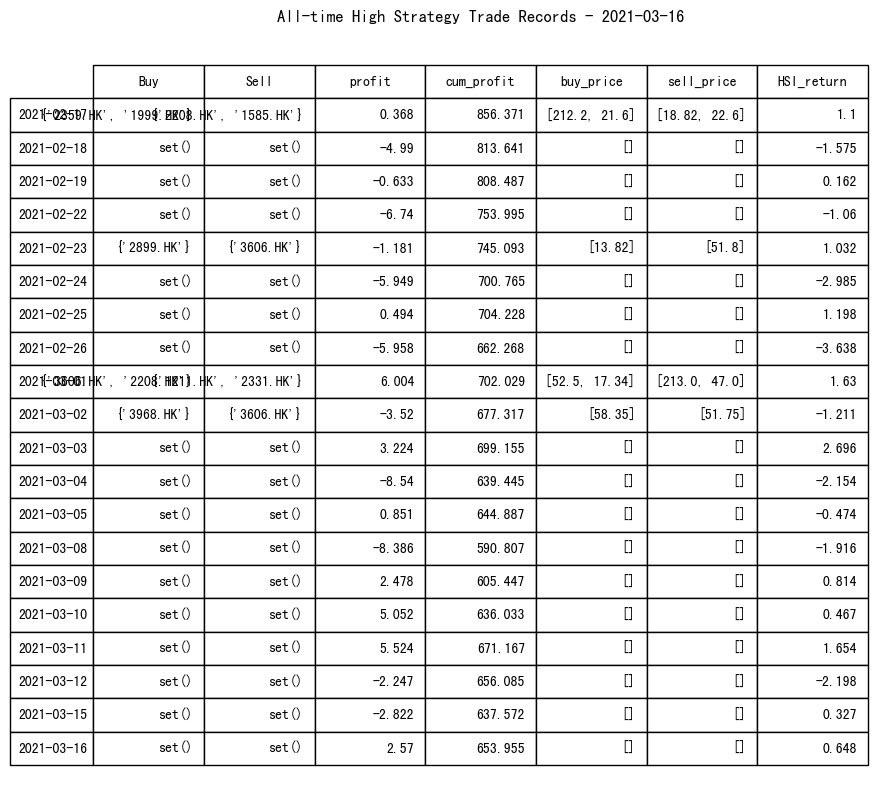 All-time High Strategy Trade Records - 2021-03-16
Buy Sell profit cum_profit buy_price sell_price HSI_return
2021-02-17 '1585.HK'} 0.368 856.371 [212.2, 21.6] [18.82, 22.6] 1.1
2021-02-18 set() set() -4.99 813.641 [] [] -1.575
2021-02-19 set() set() -0.633 808.487 [] [] 0.162
2021-02-22 set() set() -6.74 753.995 [] [] -1.06
2021-02-23 {'2899.HK'} {'3606.HK'} -1.181 745.093 [13.82] [51.8] 1.032
2021-02-24 set() set() -5.949 700.765 [] [] -2.985
2021-02-25 set() set() 0.494 704.228 [] [] 1.198
2021-02-26 set() set() -5.958 662.268 [] [] -3.638
2021-03-01 '2331.HK'} 6.004 702.029 [52.5, 17.34] [213.0, 47.0] 1.63
2021-03-02 {'3968.HK'} {'3606.HK'} -3.52 677.317 [58.35] [51.75] -1.211
2021-03-03 set() set() 3.224 699.155 [] [] 2.696
2021-03-04 set() set() -8.54 639.445 [] [] -2.154
2021-03-05 set() set() 0.851 644.887 [] [] -0.474
2021-03-08 set() set() -8.386 590.807 [] [] -1.916
2021-03-09 set() set() 2.478 605.447 [] [] 0.814
2021-03-10 set() set() 5.052 636.033 [] [] 0.467
2021-03-11 set() set() 5.524 671.167 [] [] 1.654
2021-03-12 set() set() -2.247 656.085 [] [] -2.198
2021-03-15 set() set() -2.822 637.572 [] [] 0.327
2021-03-16 set() set() 2.57 653.955 [] [] 0.648